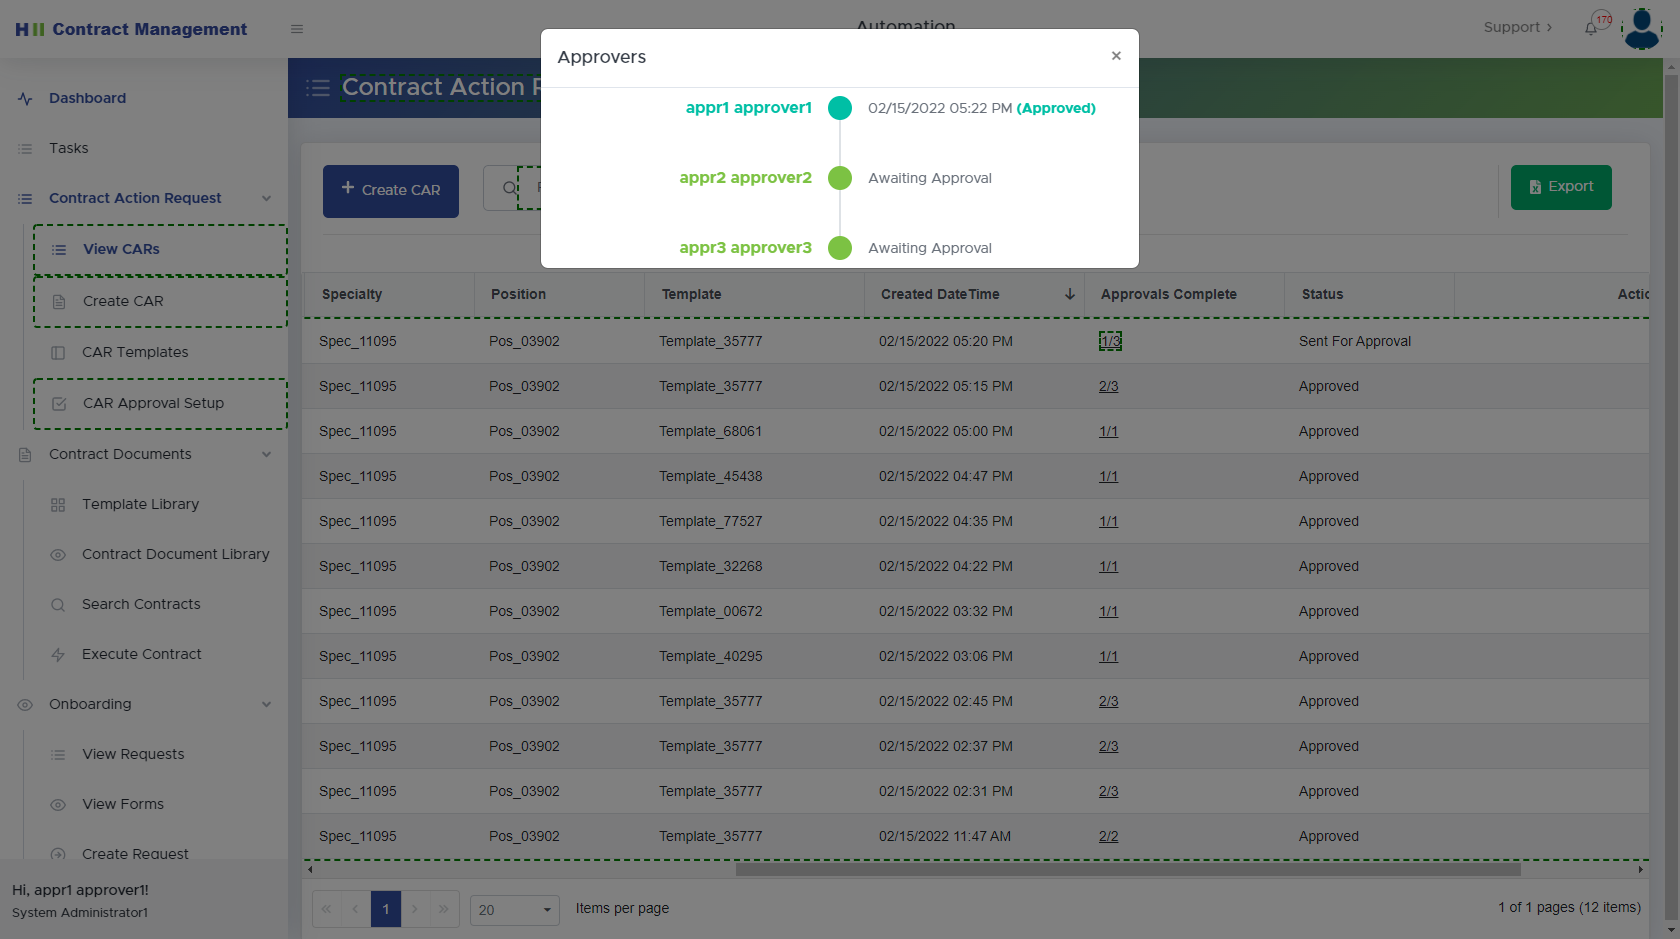 H Contract Management
Automation
Support
170
Dashboard
Tasks
Contract Action Request
View CARs
Create CAR
CAR Templates
CAR Approval Setup
Contract Documents
Template Library
Contract Document Library
Search Contracts
Execute Contract
Onboarding
View Requests
View Forms
Create Request
Hi, appr1 approver1!
System Administrator1
Contract Action
Create CAR
Export
Approvers
×
appr1 approver1 02/15/2022 05:22 PM (Approved)
appr2 approver2 Awaiting Approval
appr3 approver3 Awaiting Approval
Specialty Position Template Created DateTime Approvals Complete Status
Spec_11095 Pos_03902 Template_35777 02/15/2022 05:20 PM 1/3 Sent For Approval
Spec_11095 Pos_03902 Template_35777 02/15/2022 05:15 PM 2/3 Approved
Spec_11095 Pos_03902 Template_68061 02/15/2022 05:00 PM 1/1 Approved
Spec_11095 Pos_03902 Template_45438 02/15/2022 04:47 PM 1/1 Approved
Spec_11095 Pos_03902 Template_77527 02/15/2022 04:35 PM 1/1 Approved
Spec_11095 Pos_03902 Template_32268 02/15/2022 04:22 PM 1/1 Approved
Spec_11095 Pos_03902 Template_00672 02/15/2022 03:32 PM 1/1 Approved
Spec_11095 Pos_03902 Template_40295 02/15/2022 03:06 PM 1/1 Approved
Spec_11095 Pos_03902 Template_35777 02/15/2022 02:45 PM 2/3 Approved
Spec_11095 Pos_03902 Template_35777 02/15/2022 02:37 PM 2/3 Approved
Spec_11095 Pos_03902 Template_35777 02/15/2022 02:31 PM 2/3 Approved
Spec_11095 Pos_03902 Template_35777 02/15/2022 11:47 AM 2/2 Approved
1 20 Items per page 1 of 1 pages (12 items)